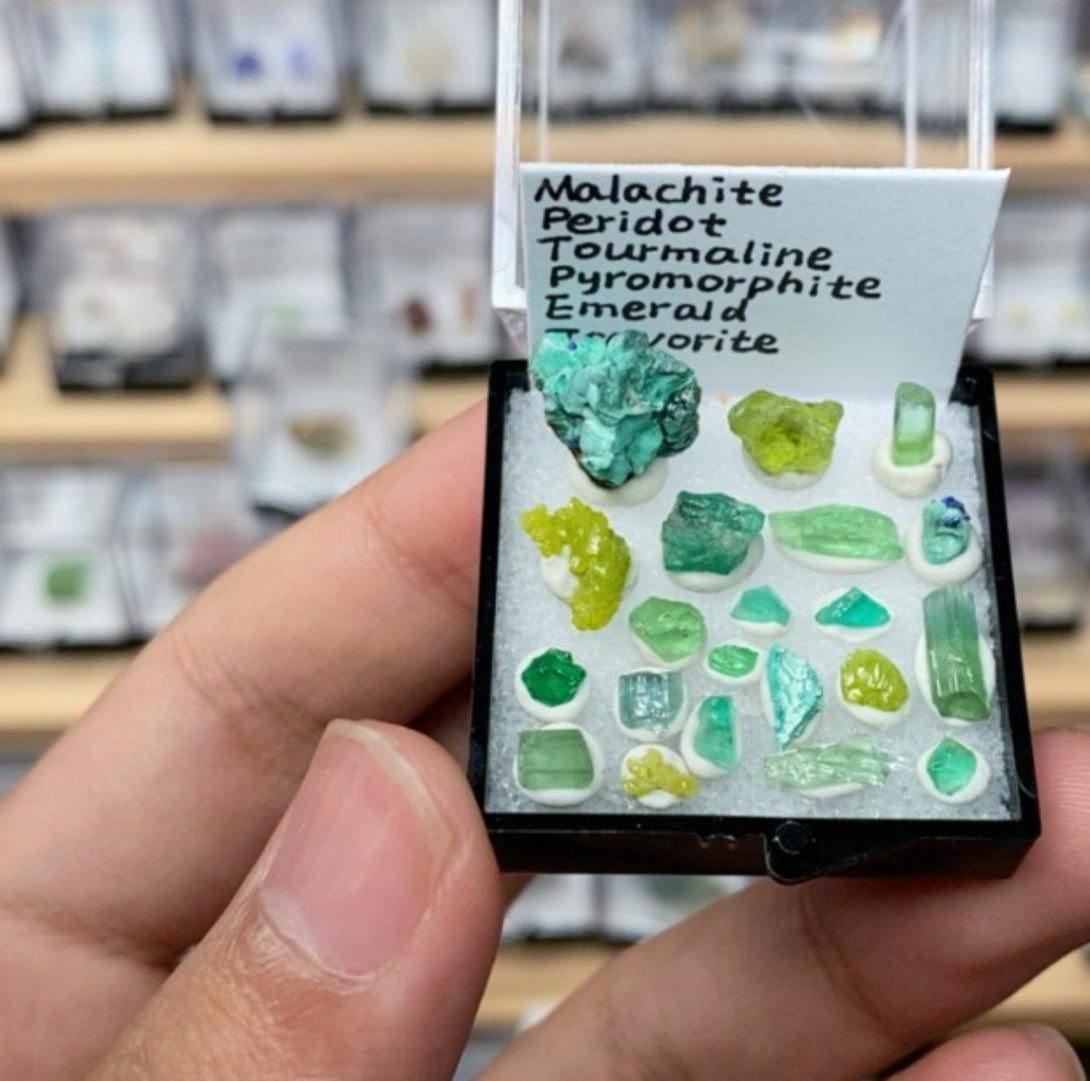 Malachite
Peridot
Tourmaline
Pyromorphite
Emerald